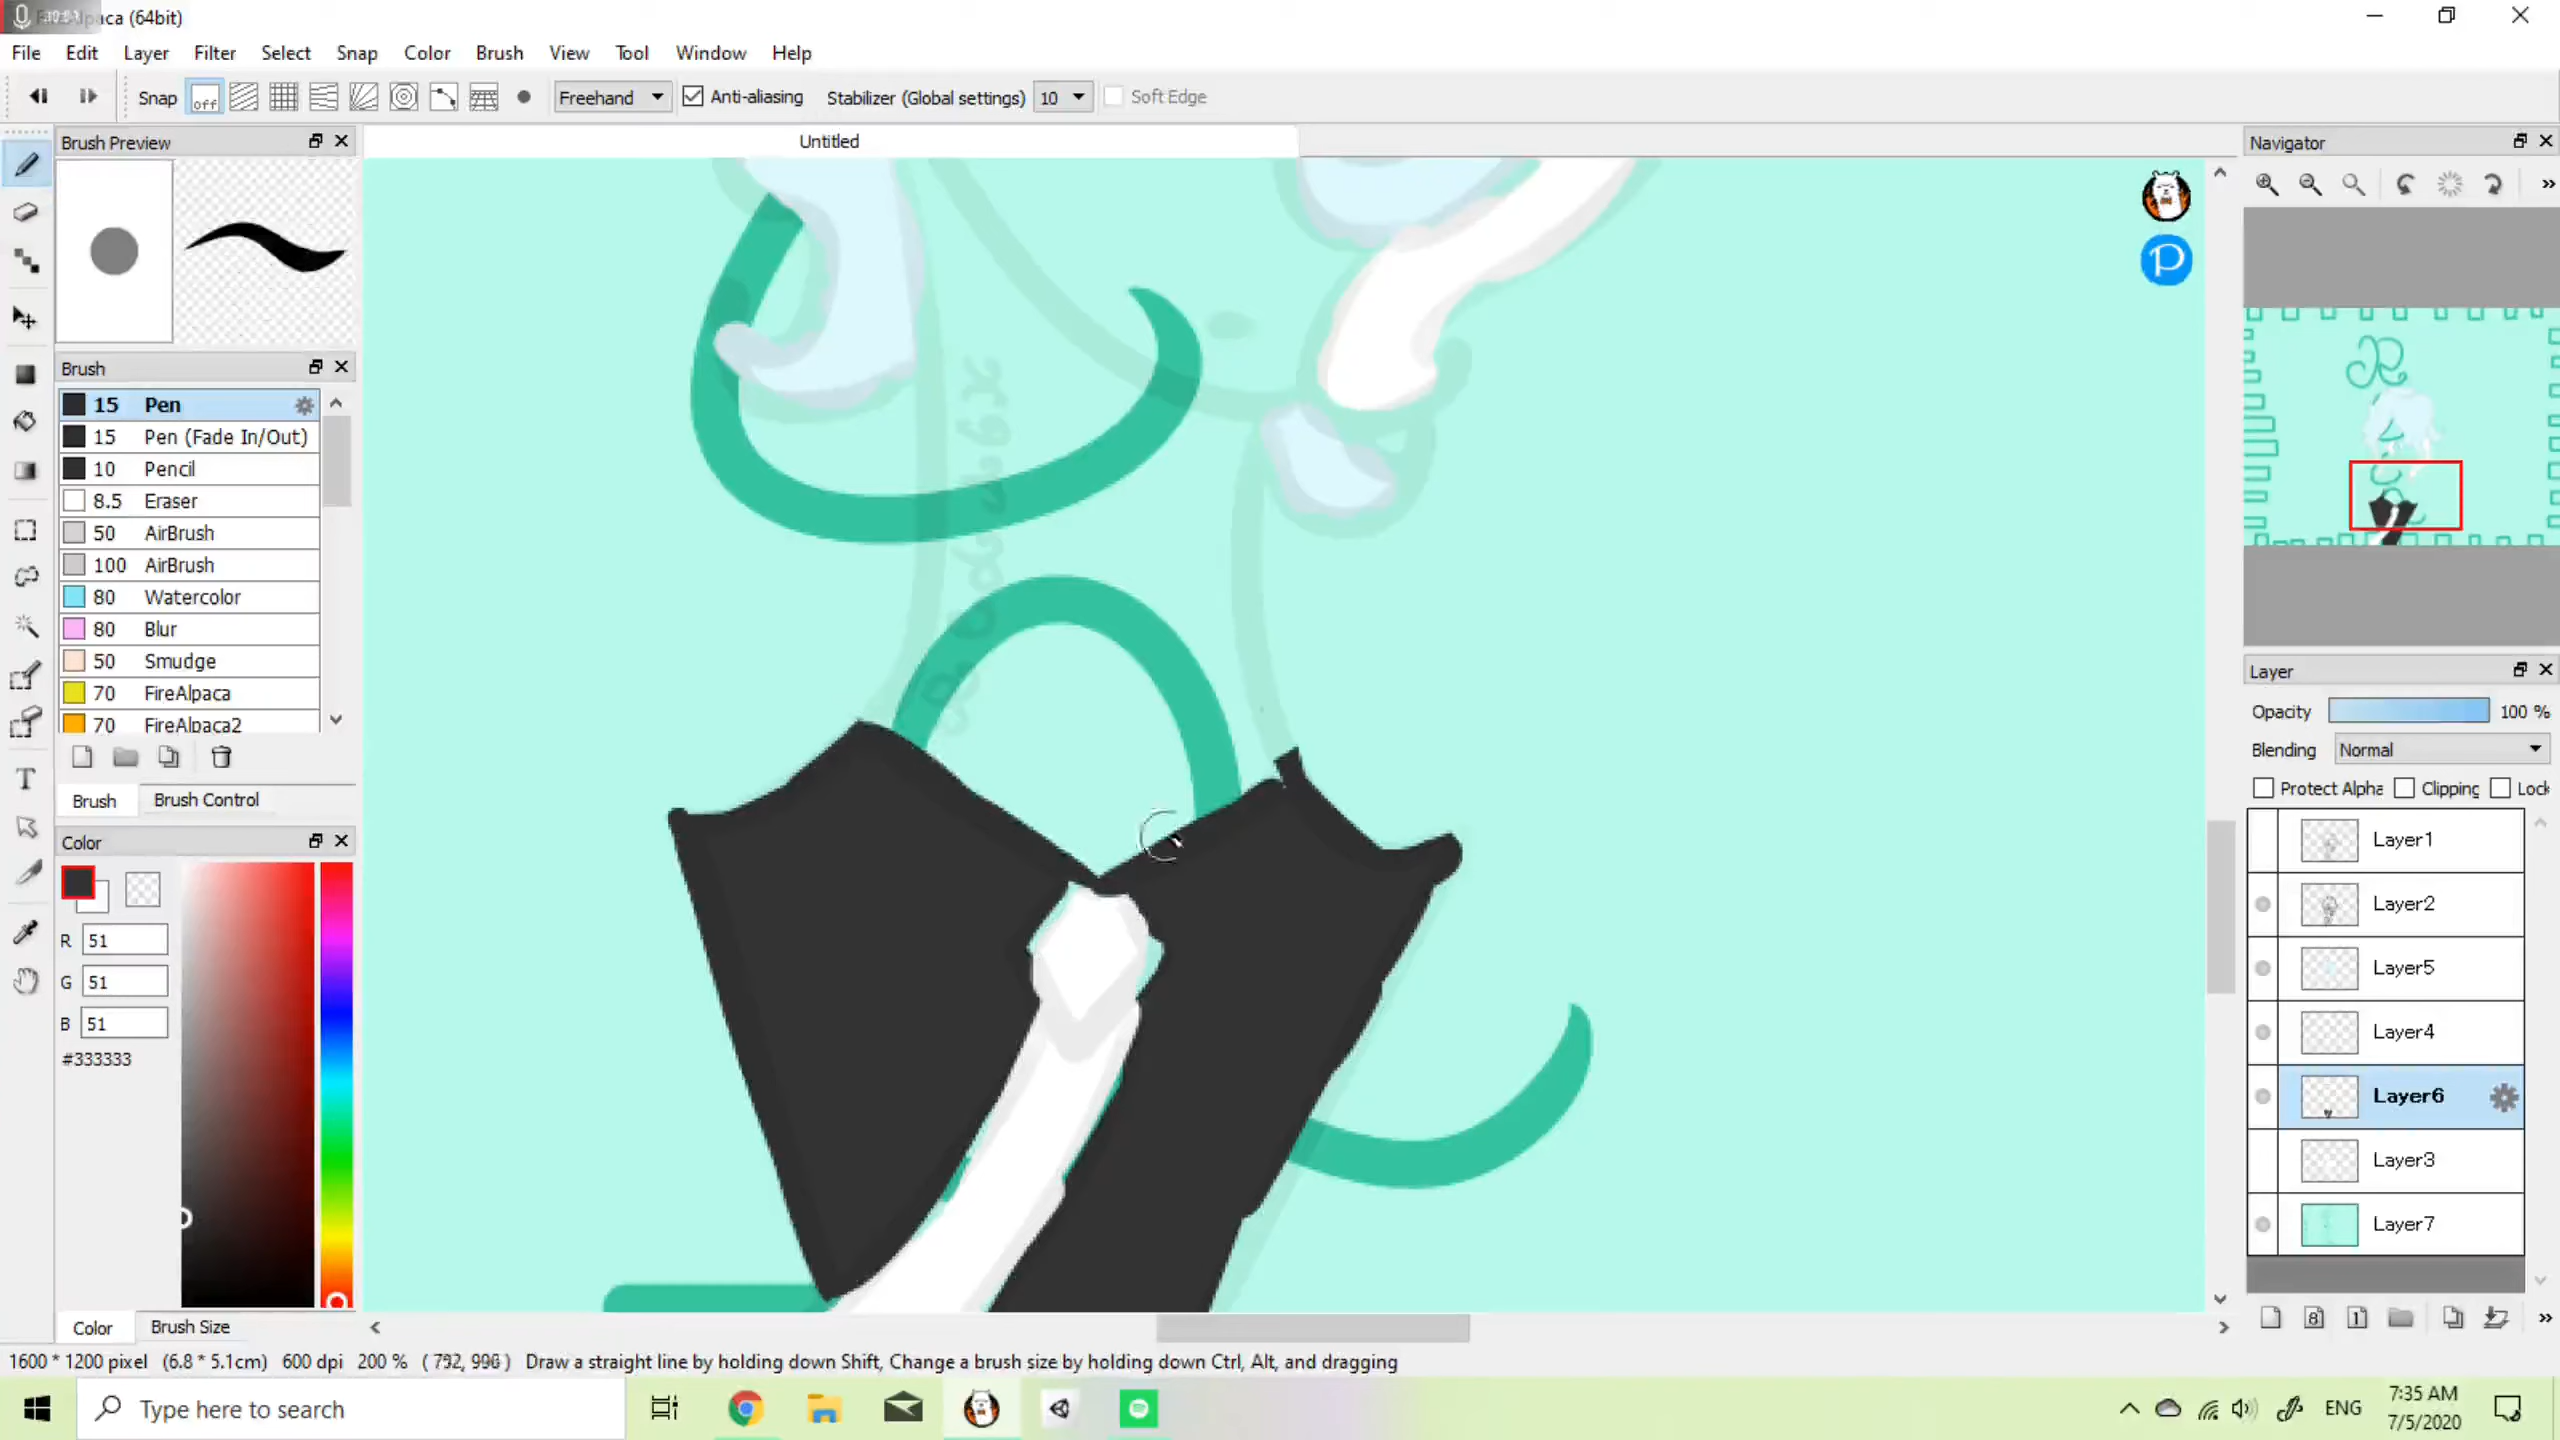 aca (64bit)
File Edit Layer Filter Select Snap Color Brush View Tool Window Help
Snap off Freehand Anti-aliasing Stabilizer (Global settings) 10 Soft Edge
Brush Preview
Untitled
Navigator
Brush
15 Pen
15 Pen (Fade In/Out)
10 Pencil
8.5 Eraser
50 AirBrush
100 AirBrush
80 Watercolor
80 Blur
50 Smudge
70 FireAlpaca
70 FireAlpaca2
Brush Brush Control
Color
R 51
G 51
B 51
#333333
Color Brush Size
Layer
Opacity 100 %
Blending Normal
Protect Alpha Clipping Lock
Layer1
Layer2
Layer5
Layer4
Layer6
Layer3
Layer7
1600 * 1200 pixel (6.8 * 5.1cm) 600 dpi 200 % Draw a straight line by holding down Shift, Change a brush size by holding down Ctrl, Alt, and dragging
Type here to search
ENG
7:35 AM
7/5/2020